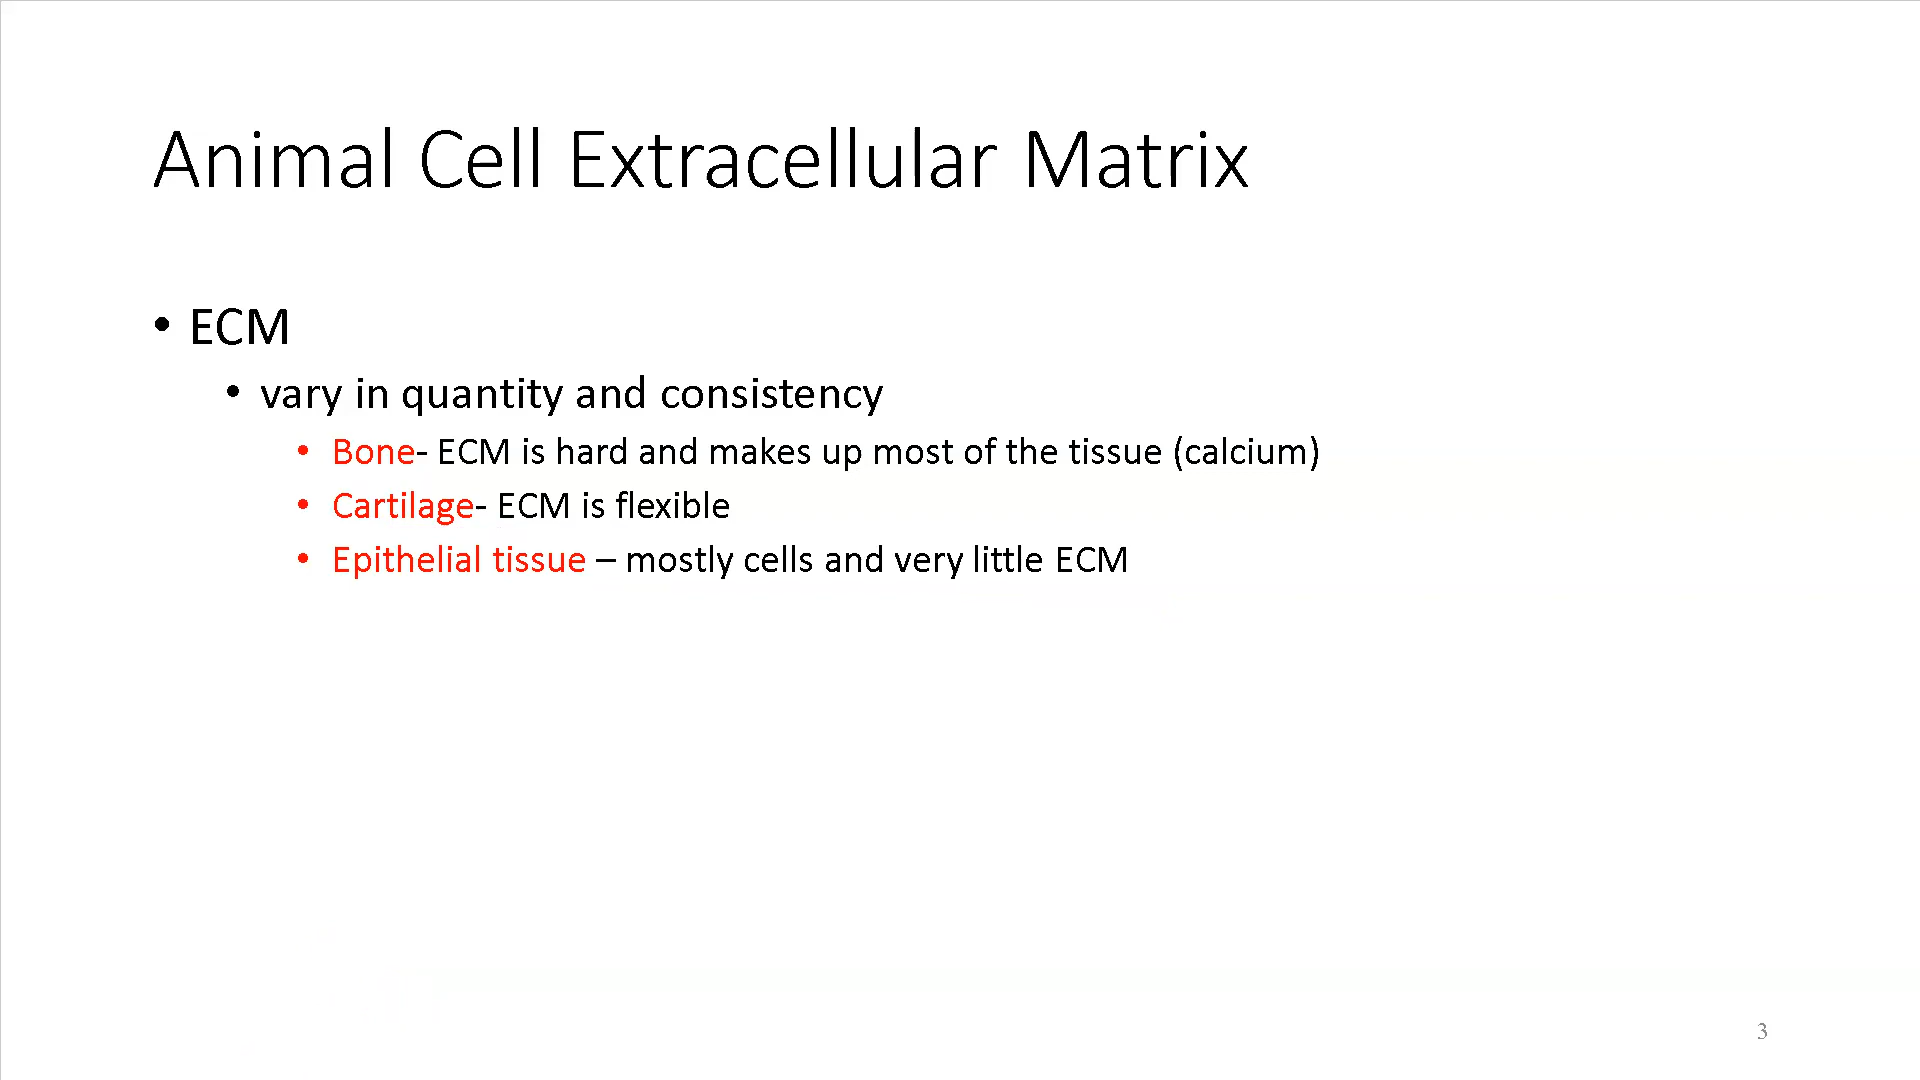 Animal Cell Extracellular Matrix
• ECM
• vary in quantity and consistency
• Bone- ECM is hard and makes up most of the tissue (calcium)
• Cartilage- ECM is flexible
• Epithelial tissue – mostly cells and very little ECM
3